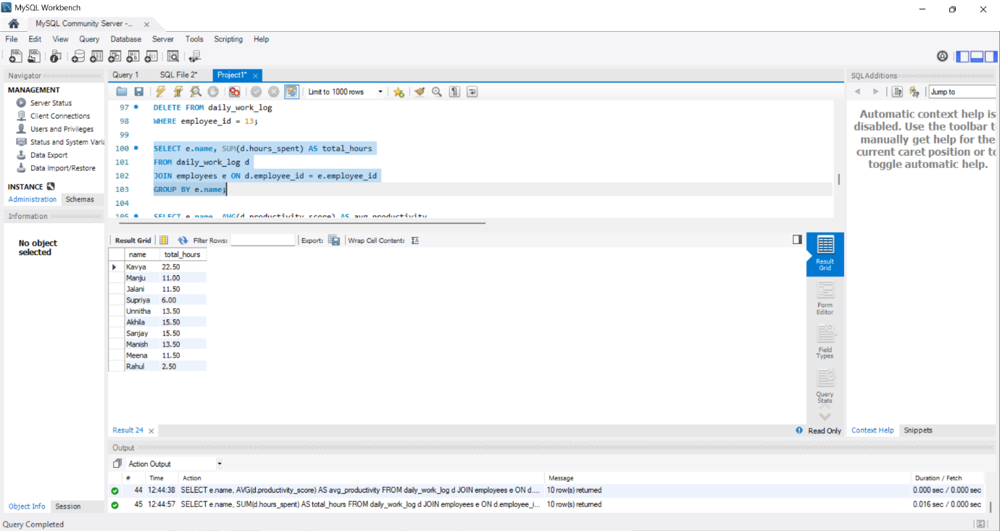 MySQL Workbench
MySQL Community Server -... x
File Edit View Query Database Server Tools Scripting Help
Navigator
Query 1 SQL File 2* Project1* x
SQLAdditions
MANAGEMENT
Server Status
Client Connections
Users and Privileges
Status and System Varia
Data Export
Data Import/Restore
INSTANCE
Administration Schemas
Information
No object
selected
Limit to 1000 rows
97 DELETE FROM daily_work_log
98 WHERE employee_id = 13;
99
100 SELECT e.name, SUM(d.hours_spent) AS total_hours
101 FROM daily_work_log d
102 JOIN employees e ON d.employee_id = e.employee_id
103 GROUP BY e.name;
104
105 SELECT e.name, AVG(d.productivity_score) AS avg_productivity
Jump to
Automatic context help is
disabled. Use the toolbar t
manually get help for the
current caret position or to
toggle automatic help.
Result Grid Filter Rows: Export: Wrap Cell Content:
name total_hours
Kavya 22.50
Manju 11.00
Jalani 11.50
Supriya 6.00
Unnitha 13.50
Akhila 15.50
Sanjay 15.50
Manish 13.50
Meena 11.50
Rahul 2.50
Result
Grid
Form
Editor
Field
Types
Query
Stats
Result 24 x
Read Only
Context Help Snippets
Output
Action Output
# Time Action Message Duration / Fetch
44 12:44:38 SELECT e.name, AVG(d.productivity_score) AS avg_productivity FROM daily_work_log d JOIN employees e ON d.... 10 row(s) returned 0.000 sec / 0.000 sec
45 12:44:57 SELECT e.name, SUM(d.hours_spent) AS total_hours FROM daily_work_log d JOIN employees e ON d.employee_i... 10 row(s) returned 0.016 sec / 0.000 sec
Object Info Session
Query Completed